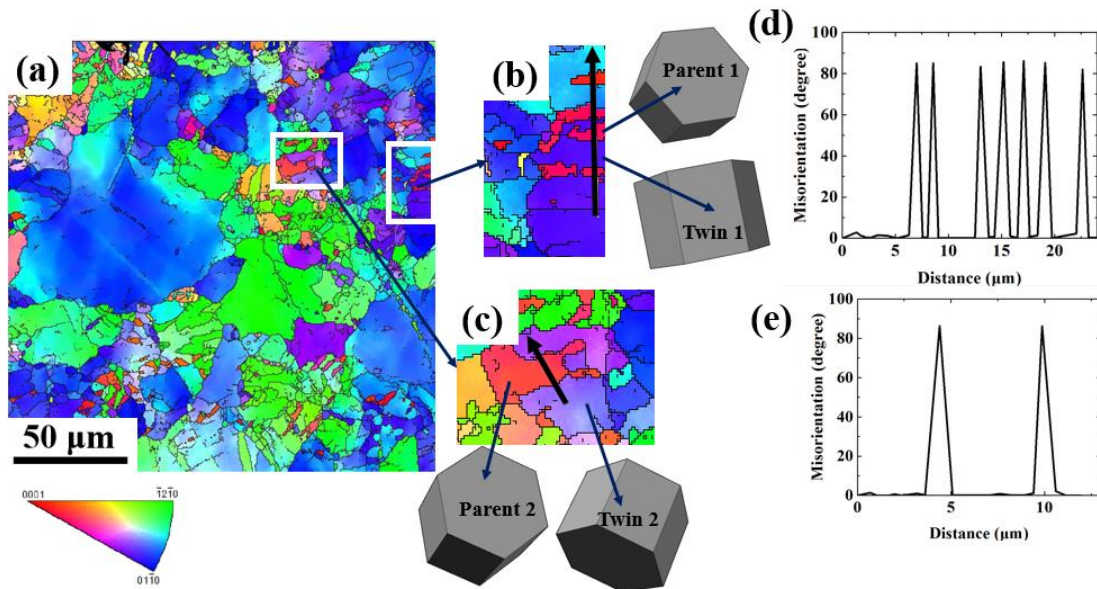 (a)
50 μm
0001
1̄21̄0
011̄0
(b)
Parent 1
Twin 1
(c)
Parent 2
Twin 2
(d)
Misorientation (degree)
100
80
60
40
20
0
0 5 10 15 20
Distance (μm)
(e)
Misorientation (degree)
100
80
60
40
20
0
0 5 10
Distance (μm)